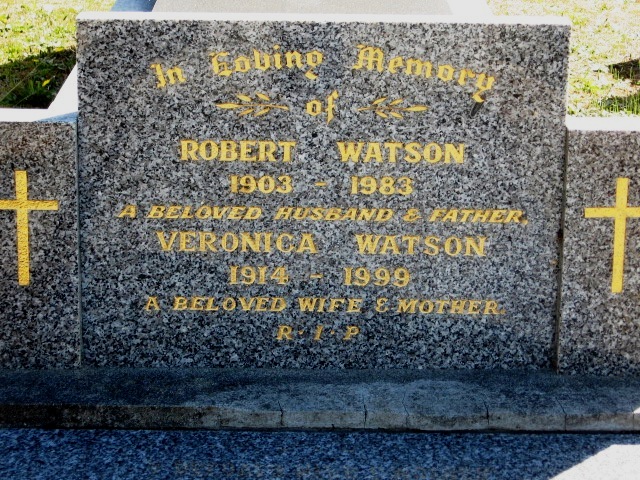 In Loving Memory
of
ROBERT WATSON
1903 - 1983
A BELOVED HUSBAND & FATHER.
VERONICA WATSON
1914 - 1999
A BELOVED WIFE & MOTHER.
R·I·P